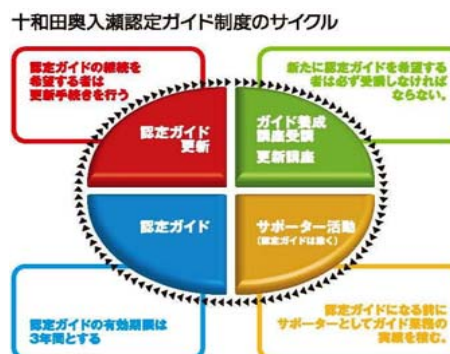 十和田奥入瀬認定ガイド制度のサイクル
認定ガイドの継続を
希望する者は
更新手続きを行う
新たに認定ガイドを希望する
者は必ず受講しなければ
ならない。
認定ガイド
更新
ガイド養成
講座受講
更新講座
認定ガイド
サポーター活動
(認定ガイドは除く)
認定ガイドの有効期限は
3年間とする
認定ガイドになる前に
サポーターとしてガイド業務の
実績を積む。